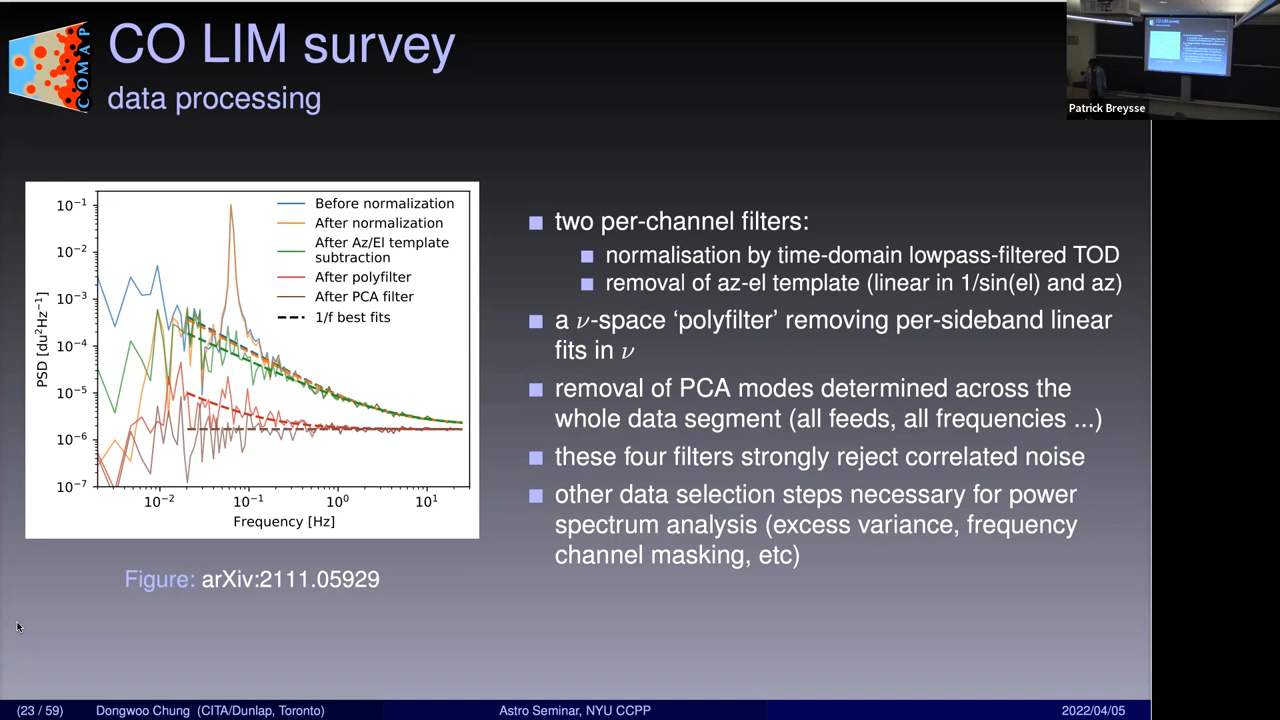 COMAP
CO LIM survey
data processing
Patrick Breysse
CO LIM survey
Before normalization
After normalization
After Az/El template
subtraction
After polyfilter
After PCA filter
1/f best fits
PSD [du²Hz⁻¹]
10⁻¹
10⁻²
10⁻³
10⁻⁴
10⁻⁵
10⁻⁶
10⁻⁷
10⁻² 10⁻¹ 10⁰ 10¹
Frequency [Hz]
Figure: arXiv:2111.05929
two per-channel filters:
normalisation by time-domain lowpass-filtered TOD
removal of az-el template (linear in 1/sin(el) and az)
a ν-space ‘polyfilter’ removing per-sideband linear
fits in ν
removal of PCA modes determined across the
whole data segment (all feeds, all frequencies ...)
these four filters strongly reject correlated noise
other data selection steps necessary for power
spectrum analysis (excess variance, frequency
channel masking, etc)
(23 / 59) Dongwoo Chung (CITA/Dunlap, Toronto) Astro Seminar, NYU CCPP 2022/04/05